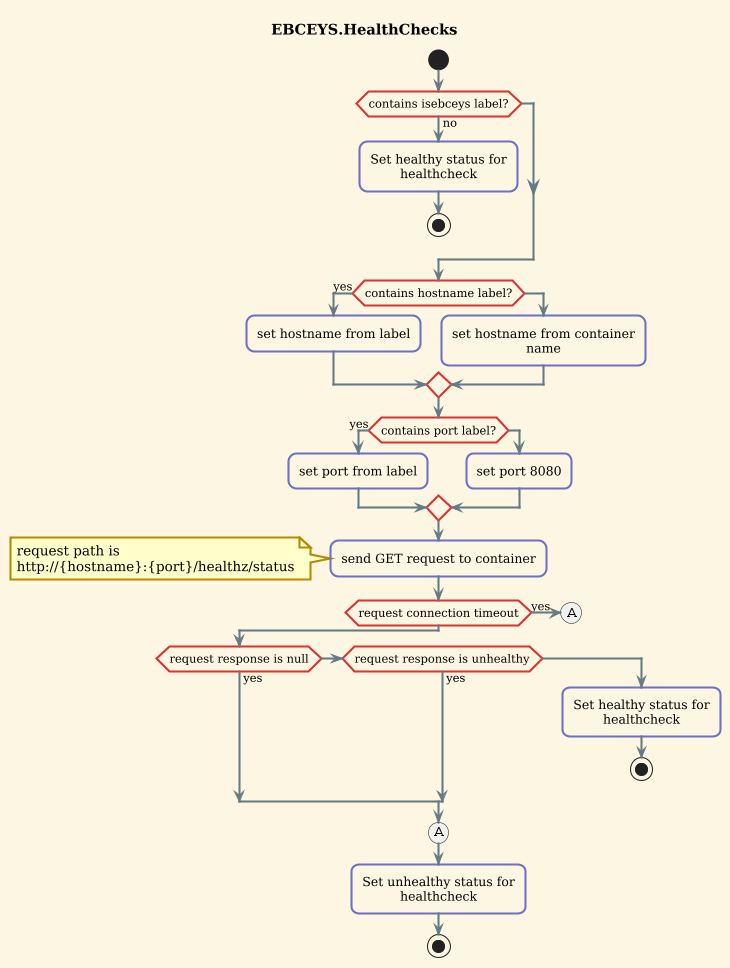 EBCEYS.HealthChecks
contains isebceys label?
no
Set healthy status for
healthcheck
yes
contains hostname label?
set hostname from label
set hostname from container
name
yes
contains port label?
set port from label
set port 8080
request path is
http://{hostname}:{port}/healthz/status
send GET request to container
request connection timeout
yes
A
request response is null
request response is unhealthy
yes
yes
Set healthy status for
healthcheck
A
Set unhealthy status for
healthcheck